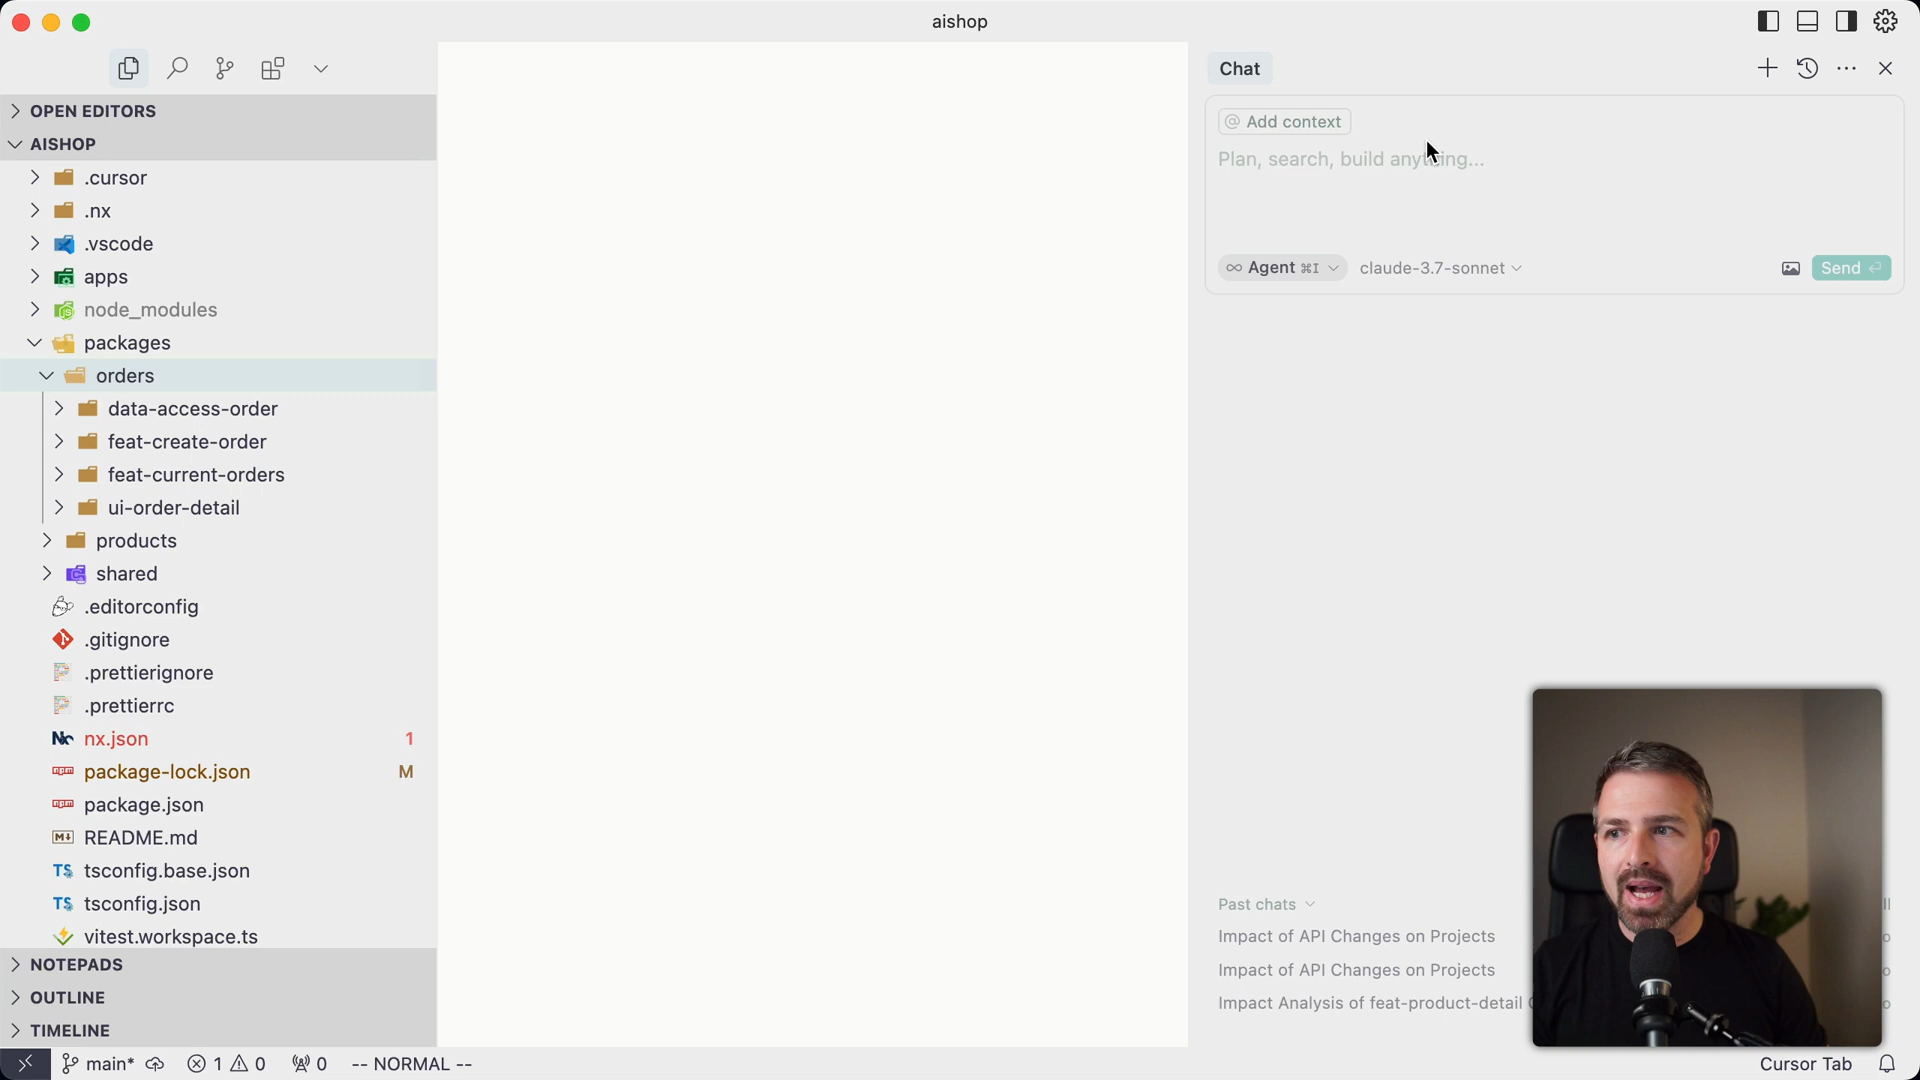 aishop
OPEN EDITORS
AISHOP
.cursor
.nx
.vscode
apps
node_modules
packages
orders
data-access-order
feat-create-order
feat-current-orders
ui-order-detail
products
shared
.editorconfig
.gitignore
.prettierignore
.prettierrc
nx.json 1
package-lock.json M
package.json
README.md
tsconfig.base.json
tsconfig.json
vitest.workspace.ts
NOTEPADS
OUTLINE
TIMELINE
Chat
@ Add context
Plan, search, build anything...
∞ Agent ⌘I claude-3.7-sonnet Send ⏎
Past chats
Impact of API Changes on Projects
Impact of API Changes on Projects
Impact Analysis of feat-product-detail
main* 1 0 0 -- NORMAL -- Cursor Tab